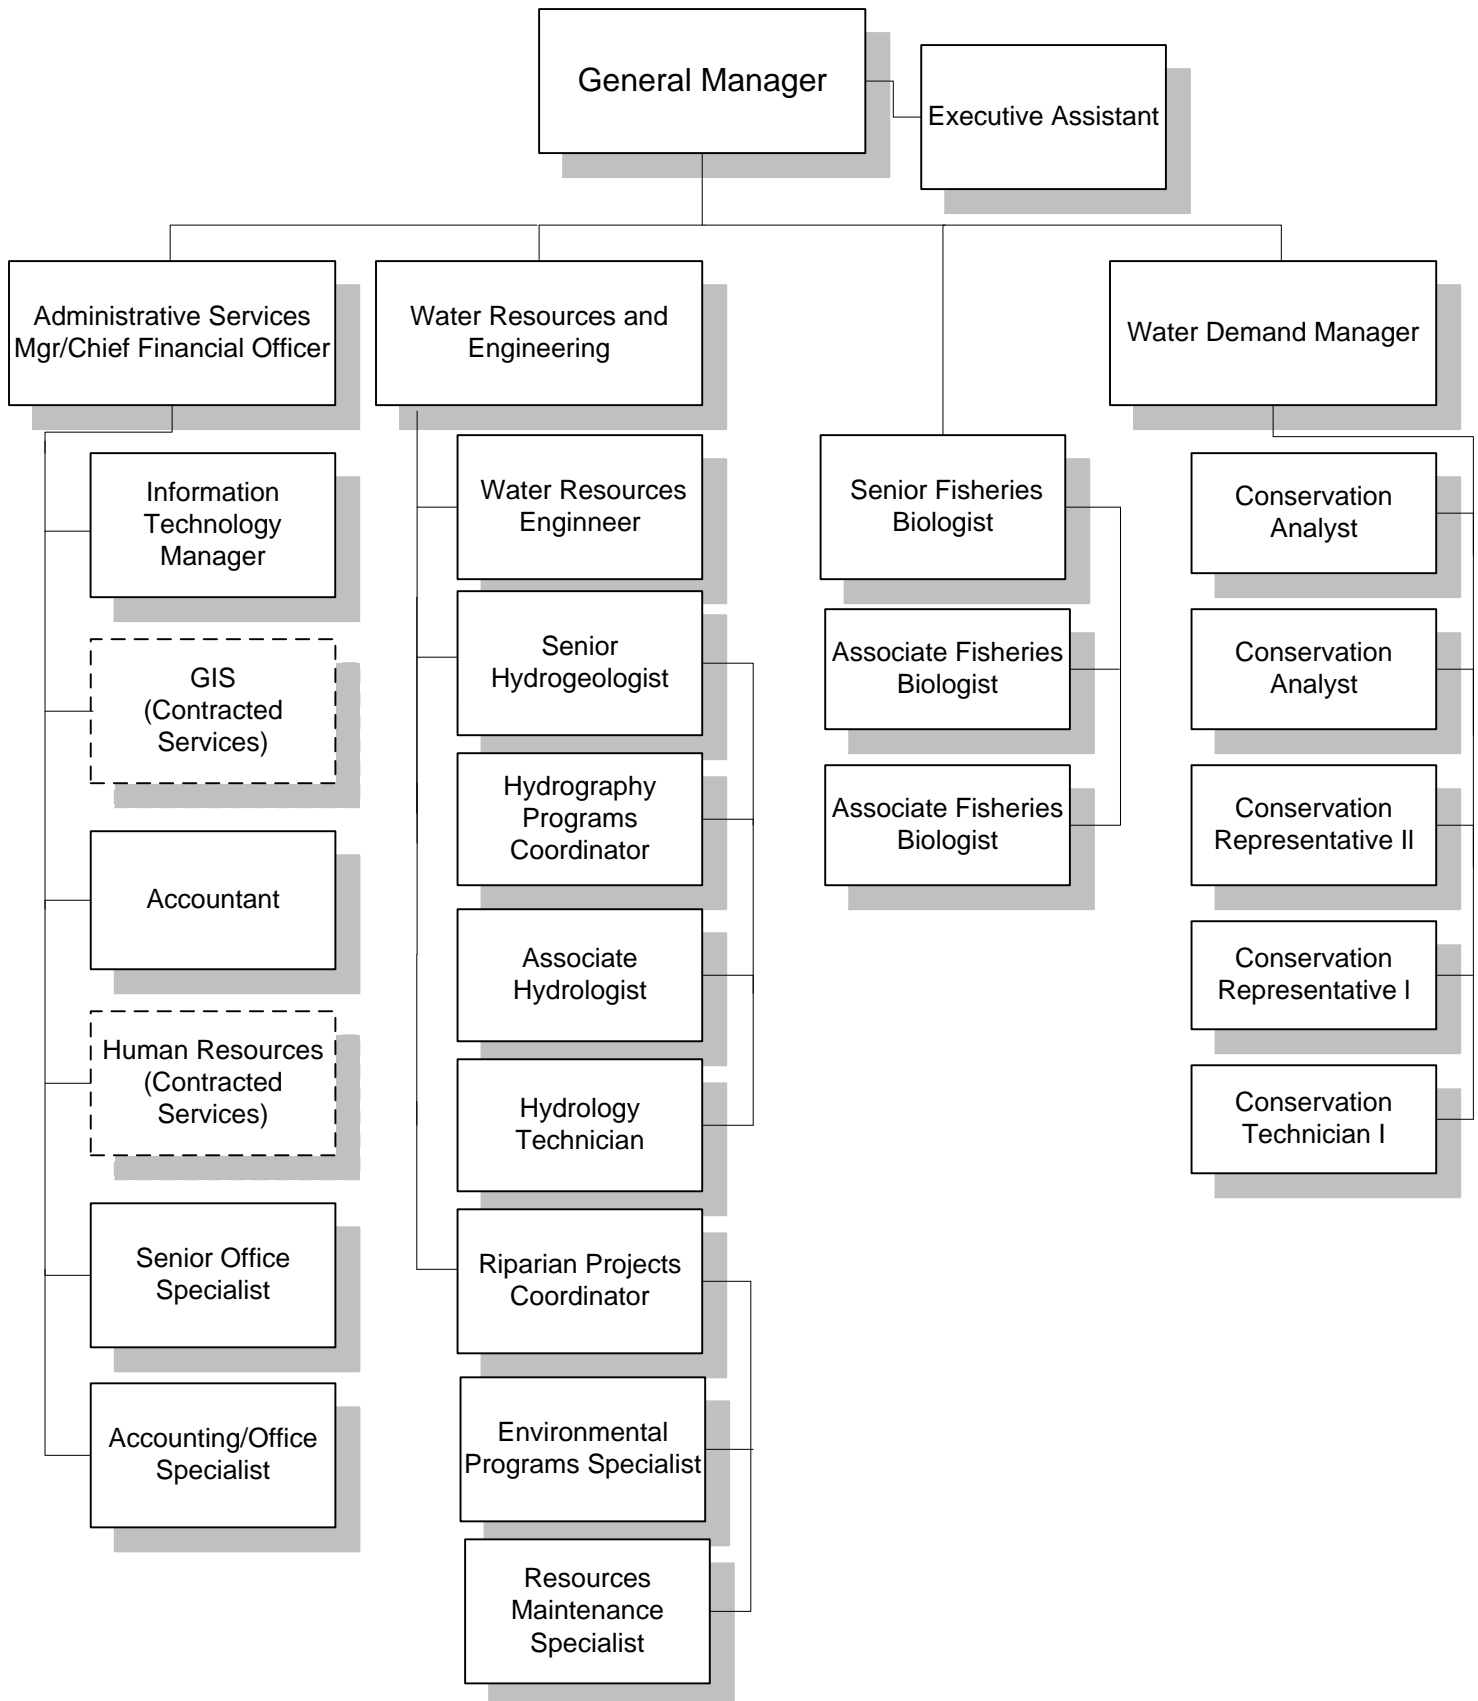 General Manager
Executive Assistant
Administrative Services
Mgr/Chief Financial Officer
Water Resources and
Engineering
Water Demand Manager
Information
Technology
Manager
GIS
(Contracted
Services)
Accountant
Human Resources
(Contracted
Services)
Senior Office
Specialist
Accounting/Office
Specialist
Water Resources
Enginneer
Senior
Hydrogeologist
Hydrography
Programs
Coordinator
Associate
Hydrologist
Hydrology
Technician
Riparian Projects
Coordinator
Environmental
Programs Specialist
Resources
Maintenance
Specialist
Senior Fisheries
Biologist
Associate Fisheries
Biologist
Associate Fisheries
Biologist
Conservation
Analyst
Conservation
Analyst
Conservation
Representative II
Conservation
Representative I
Conservation
Technician I